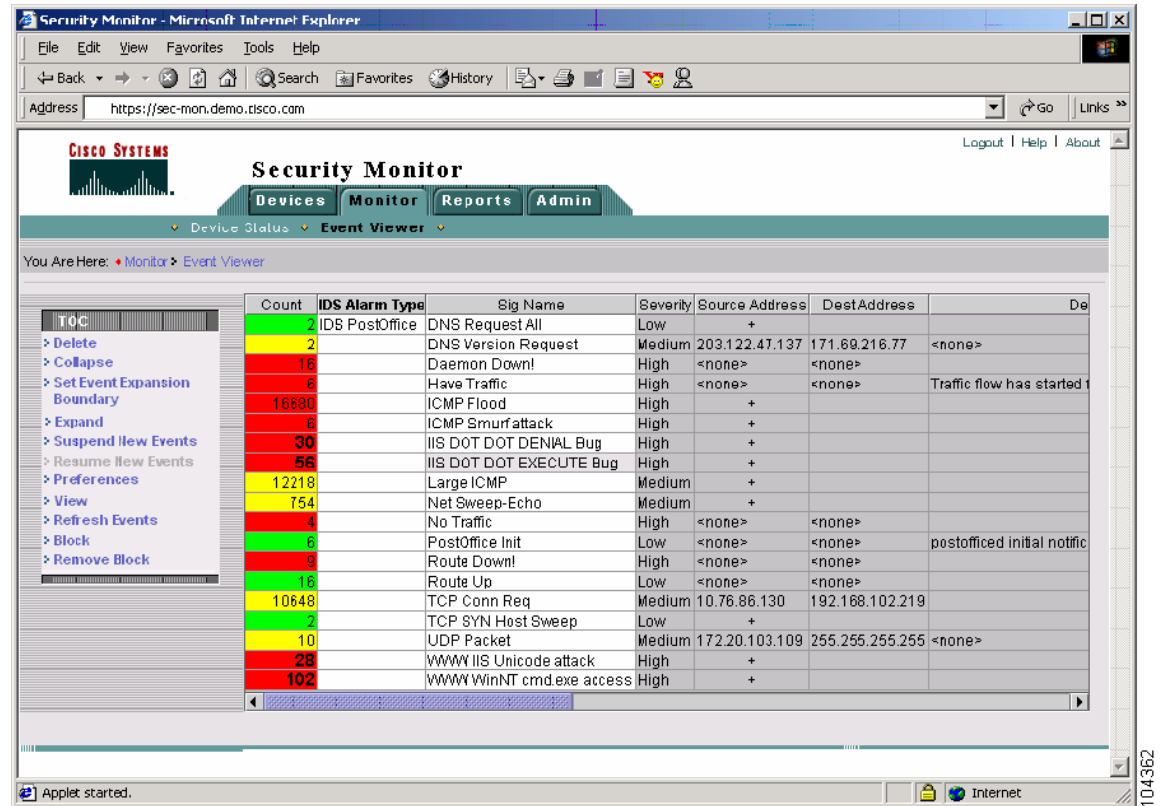 Security Monitor - Microsoft Internet Explorer
File Edit View Favorites Tools Help
Back Search Favorites History
Address https://sec-mon.demo.cisco.com Go Links »
CISCO SYSTEMS
Logout | Help | About
Security Monitor
Devices Monitor Reports Admin
Device Status Event Viewer
You Are Here: Monitor > Event Viewer
TOC
Delete
Collapse
Set Event Expansion
Boundary
Expand
Suspend New Events
Resume New Events
Preferences
View
Refresh Events
Block
Remove Block
Count IDS Alarm Type Sig Name Severity Source Address Dest Address De
2 IDS PostOffice DNS Request All Low +
2 DNS Version Request Medium 203.122.47.137 171.69.216.77 <none>
16 Daemon Down! High <none> <none>
6 Have Traffic High <none> <none> Traffic flow has started
16680 ICMP Flood High +
6 ICMP Smurf attack High +
30 IIS DOT DOT DENIAL Bug High +
56 IIS DOT DOT EXECUTE Bug High +
12218 Large ICMP Medium +
754 Net Sweep-Echo Medium +
4 No Traffic High <none> <none>
6 PostOffice Init Low <none> <none> postofficed initial notific
9 Route Down! High <none> <none>
16 Route Up Low <none> <none>
10648 TCP Conn Req Medium 10.76.86.130 192.168.102.219
2 TCP SYN Host Sweep Low +
10 UDP Packet Medium 172.20.103.109 255.255.255.255 <none>
28 WWW IIS Unicode attack High +
102 WWW WinNT cmd.exe access High +
Applet started. Internet
104362